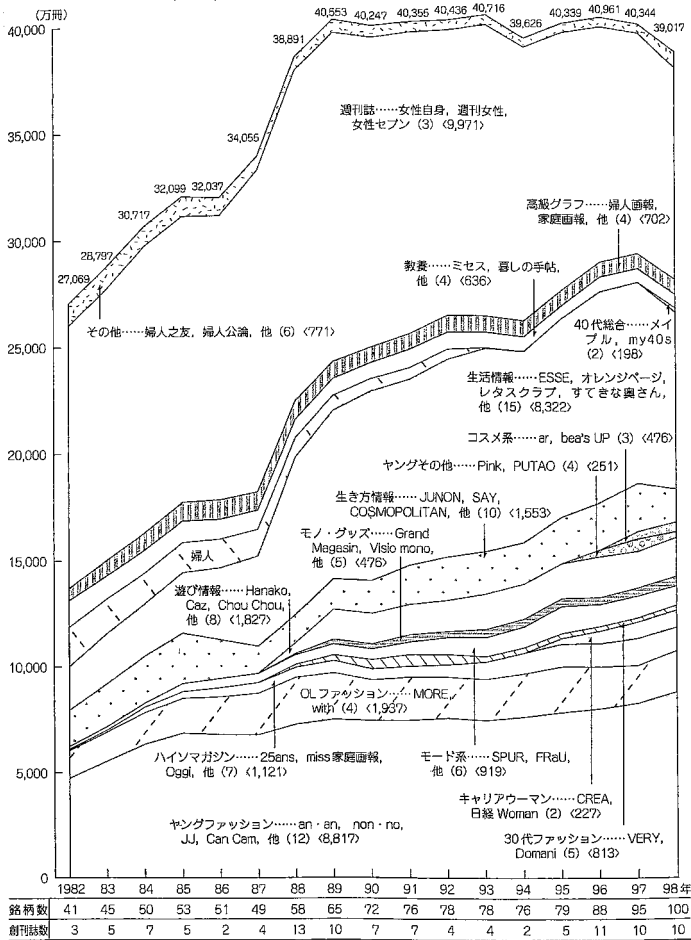 (万冊)
40,000
35,000
30,000
25,000
20,000
15,000
10,000
5,000
0
27,069
28,797
30,717
32,099
32,037
34,055
38,891
40,553
40,247
40,355
40,436
40,716
39,626
40,339
40,961
40,344
39,017
週刊誌……女性自身, 週刊女性,
女性セブン (3) 〈9,971〉
高級グラフ……婦人画報,
家庭画報, 他 (4) 〈702〉
教養……ミセス, 暮しの手帖,
他 (4) 〈636〉
その他……婦人之友, 婦人公論, 他 (6) 〈771〉
40代総合……メイ
プル, my40s
(2) 〈198〉
生活情報……ESSE, オレンジページ,
レタスクラブ, すてきな奥さん,
他 (15) 〈8,322〉
コスメ系……ar, bea's UP (3) 〈476〉
ヤングその他……Pink, PUTAO (4) 〈251〉
生き方情報……JUNON, SAY,
COSMOPOLITAN, 他 (10) 〈1,553〉
モノ・グッズ……Grand
Magasin, Visio mono,
他 (5) 〈476〉
婦人
遊び情報……Hanako,
Caz, Chou Chou,
他 (8) 〈1,827〉
OLファッション……MORE,
with (4) 〈1,937〉
ハイソマガジン……25ans, miss家庭画報,
Oggi, 他 (7) 〈1,121〉
モード系……SPUR, FRaU,
他 (6) 〈919〉
キャリアウーマン……CREA,
日経 Woman (2) 〈227〉
ヤングファッション……an・an, non・no,
JJ, Can Cam, 他 (12) 〈8,817〉
30代ファッション……VERY,
Domani (5) 〈813〉
1982 83 84 85 86 87 88 89 90 91 92 93 94 95 96 97 98年
銘柄数 41 45 50 53 51 49 58 65 72 76 78 78 76 79 88 95 100
創刊誌数 3 5 7 5 2 4 13 10 7 7 4 4 2 5 11 10 10